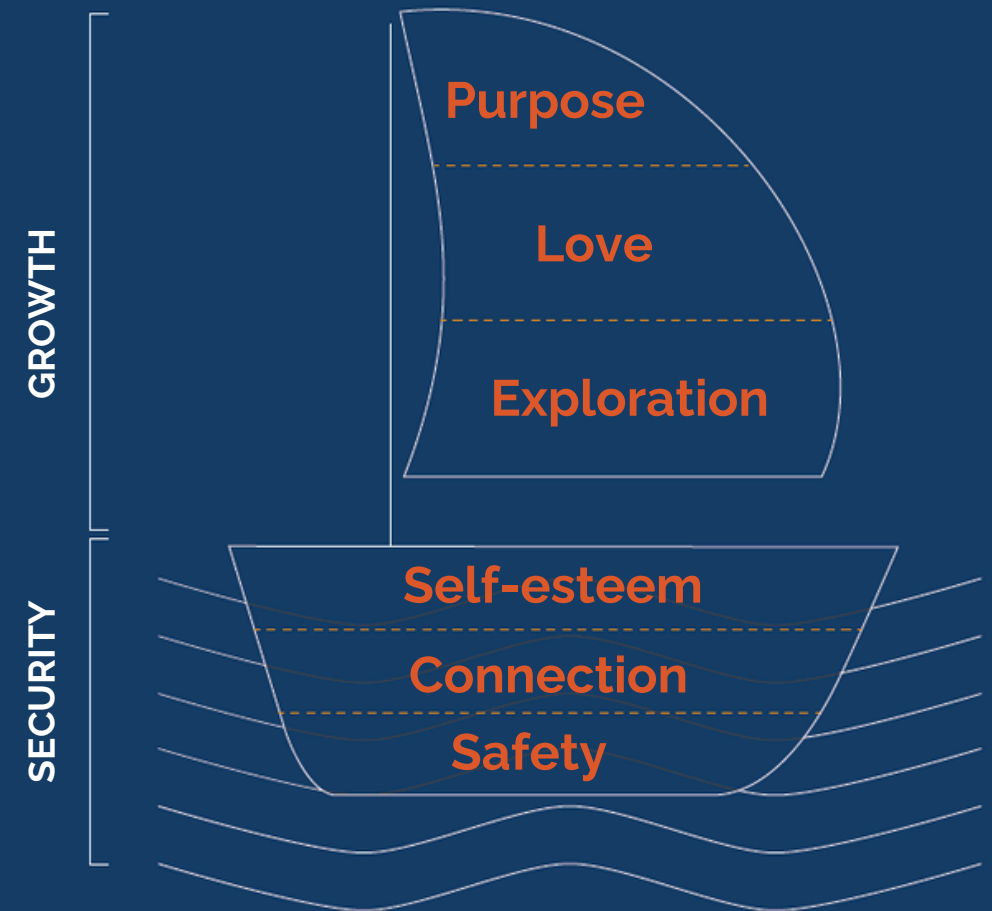 GROWTH
Purpose
Love
Exploration
SECURITY
Self-esteem
Connection
Safety